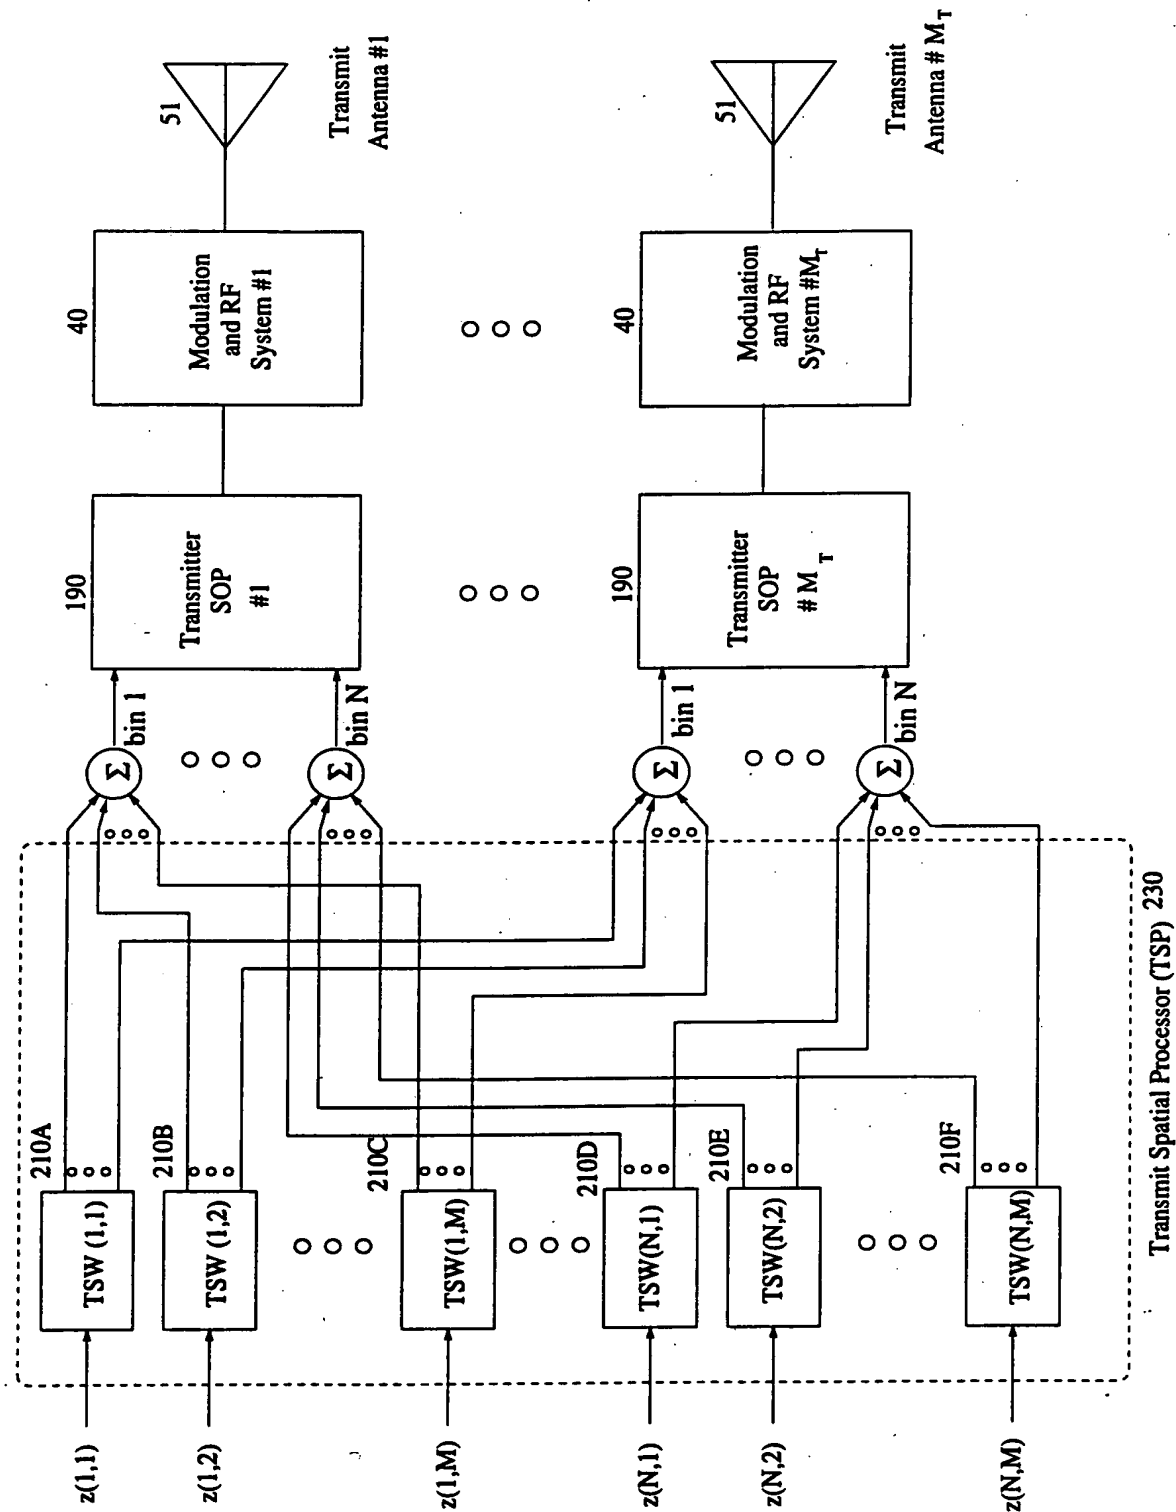 z(1,1)
z(1,2)
z(1,M)
z(N,1)
z(N,2)
z(N,M)
TSW (1,1)
TSW (1,2)
TSW(1,M)
TSW(N,1)
TSW(N,2)
TSW(N,M)
210A
210B
210C
210D
210E
210F
Transmit Spatial Processor (TSP) 230
Σ
bin 1
Σ
bin N
Σ
bin 1
Σ
bin N
190
Transmitter
SOP
#1
190
Transmitter
SOP
# M T
40
Modulation
and RF
System #1
40
Modulation
and RF
System #MT
51
Transmit
Antenna #1
51
Transmit
Antenna # MT